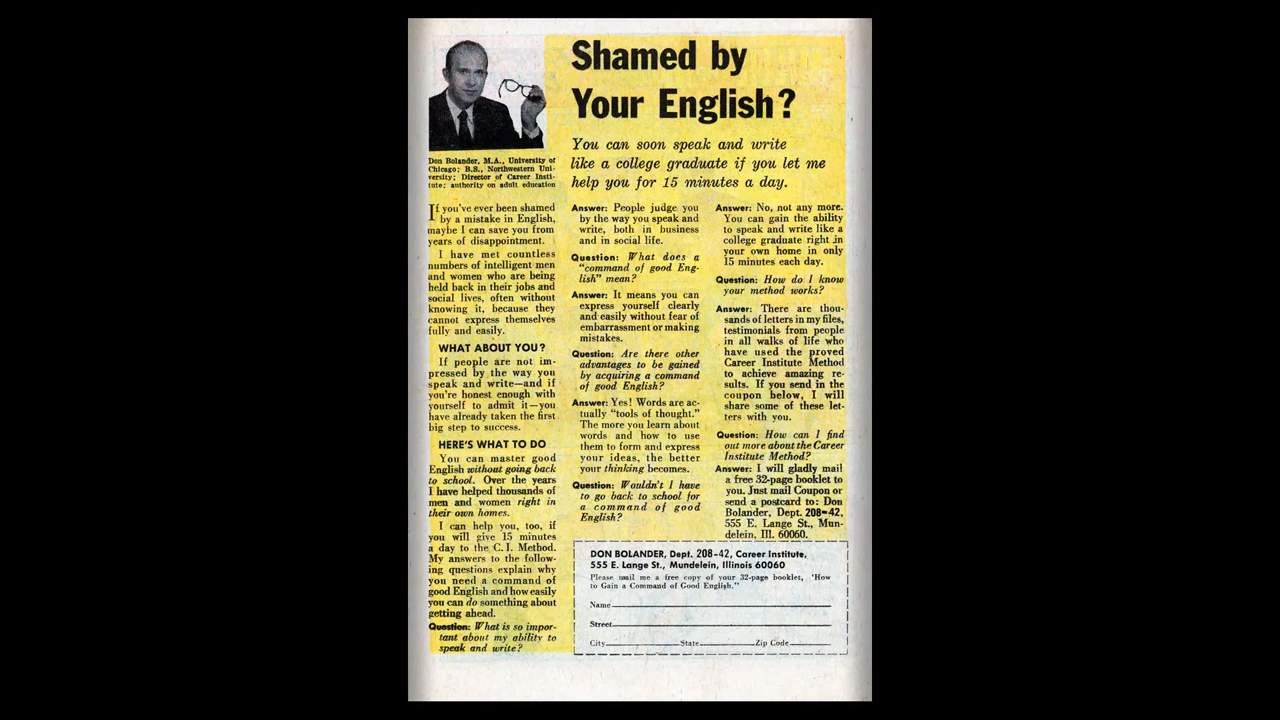 Shamed by
Your English?
You can soon speak and write
like a college graduate if you let me
help you for 15 minutes a day.
Don Bolander, M.A., University of
Chicago; B.S., Northwestern Uni-
versity; Director of Career Insti-
tute; authority on adult education
If you've ever been shamed
by a mistake in English,
maybe I can save you from
years of disappointment.
I have met countless
numbers of intelligent men
and women who are being
held back in their jobs and
social lives, often without
knowing it, because they
cannot express themselves
fully and easily.
WHAT ABOUT YOU?
If people are not im-
pressed by the way you
speak and write—and if
you're honest enough with
yourself to admit it—you
have already taken the first
big step to success.
HERE'S WHAT TO DO
You can master good
English without going back
to school. Over the years
I have helped thousands of
men and women right in
their own homes.
I can help you, too, if
you will give 15 minutes
a day to the C.I. Method.
My answers to the follow-
ing questions explain why
you need a command of
good English and how easily
you can do something about
getting ahead.
Question: What is so impor-
tant about my ability to
speak and write?
Answer: People judge you
by the way you speak and
write, both in business
and in social life.
Question: What does a
"command of good Eng-
lish" mean?
Answer: It means you can
express yourself clearly
and easily without fear of
embarrassment or making
mistakes.
Question: Are there other
advantages to be gained
by acquiring a command
of good English?
Answer: Yes! Words are ac-
tually "tools of thought."
The more you learn about
words and how to use
them to form and express
your ideas, the better
your thinking becomes.
Question: Wouldn't I have
to go back to school for
a command of good
English?
Answer: No, not any more.
You can gain the ability
to speak and write like a
college graduate right in
your own home in only
15 minutes each day.
Question: How do I know
your method works?
Answer: There are thou-
sands of letters in my files,
testimonials from people
in all walks of life who
have used the proved
Career Institute Method
to achieve amazing re-
sults. If you send in the
coupon below, I will
share some of these let-
ters with you.
Question: How can I find
out more about the Career
Institute Method?
Answer: I will gladly mail
a free 32-page booklet to
you. Just mail Coupon or
send a postcard to: Don
Bolander, Dept. 208-42,
555 E. Lange St., Mun-
delein, Ill. 60060.
DON BOLANDER, Dept. 208-42, Career Institute,
555 E. Lange St., Mundelein, Illinois 60060
Please mail me a free copy of your 32-page booklet, 'How
to Gain a Command of Good English."
Name
Street
City State Zip Code